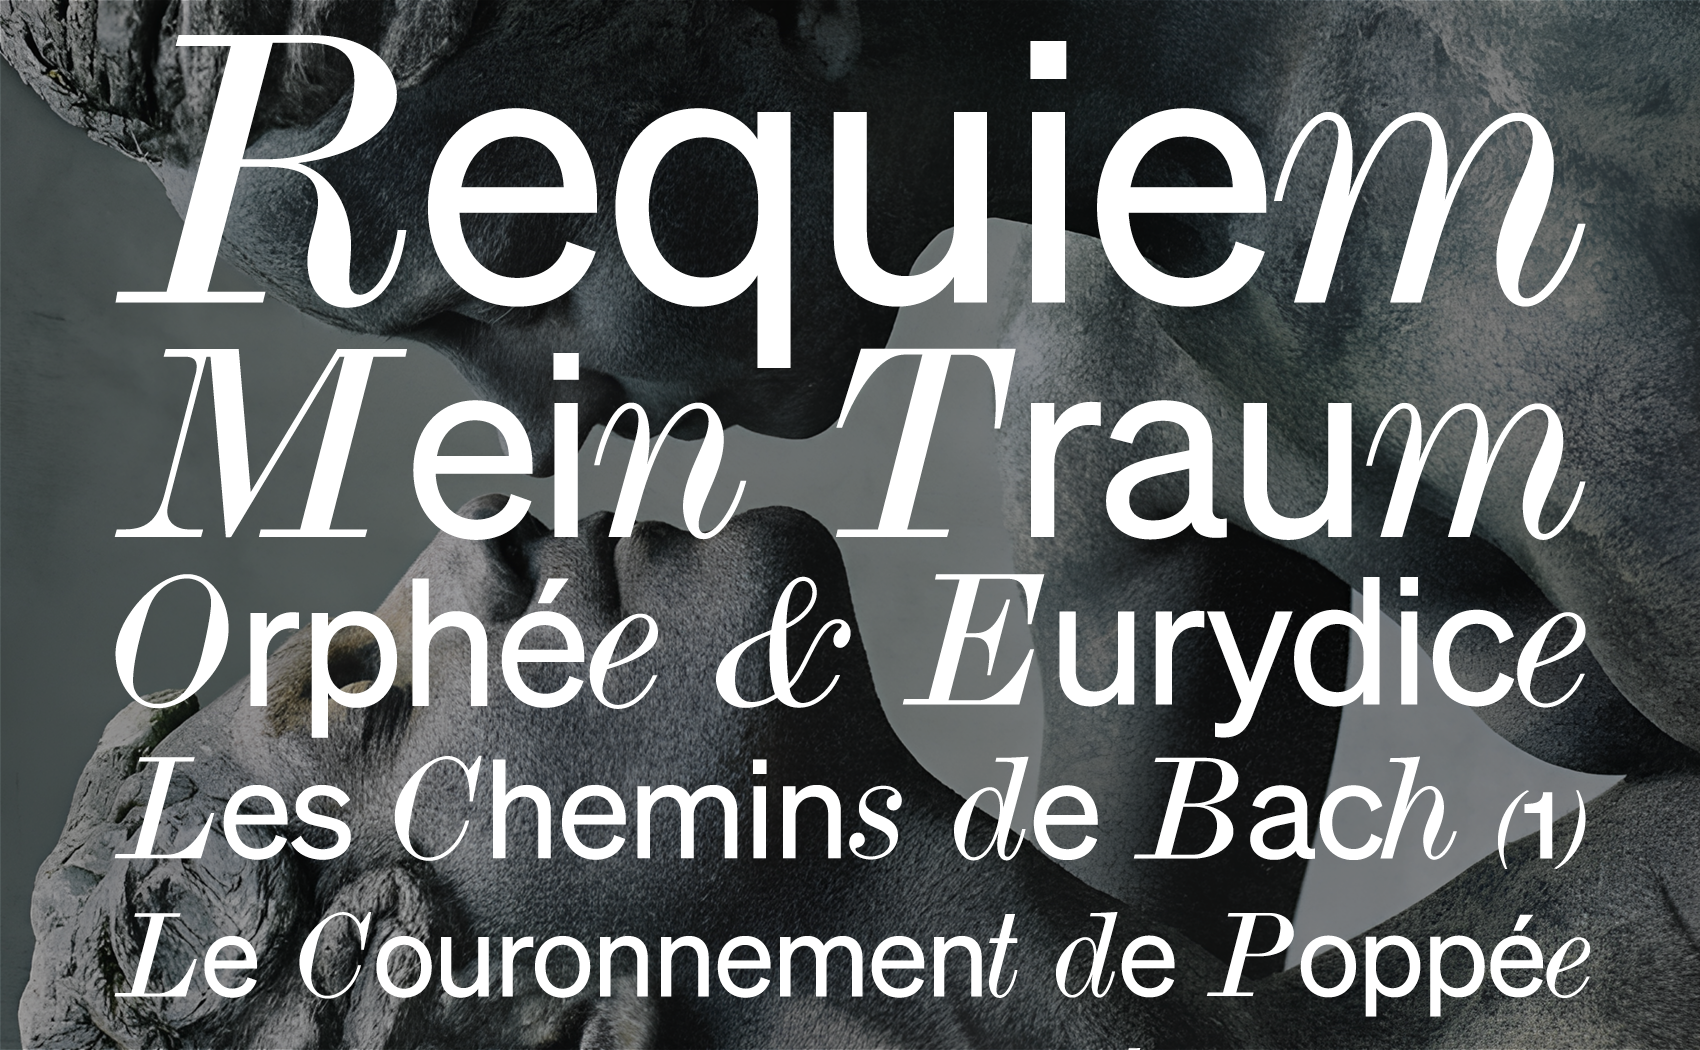 Requiem
Mein Traum
Orphée & Eurydice
Les Chemins de Bach (1)
Le Couronnement de Poppée